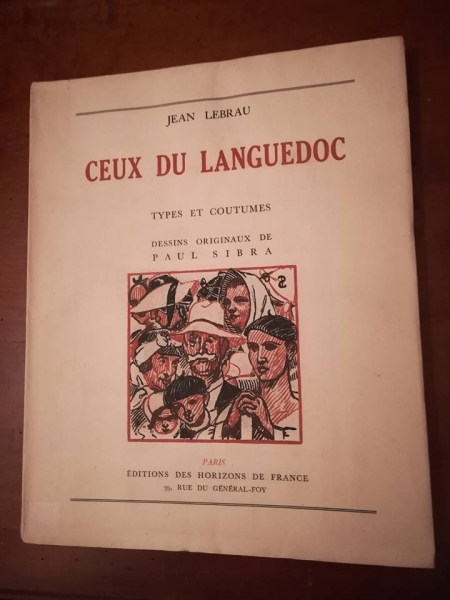 JEAN LEBRAU
CEUX DU LANGUEDOC
TYPES ET COUTUMES
DESSINS ORIGINAUX DE
PAUL SIBRA
PS
PARIS
ÉDITIONS DES HORIZONS DE FRANCE
39, RUE DU GÉNÉRAL-FOY